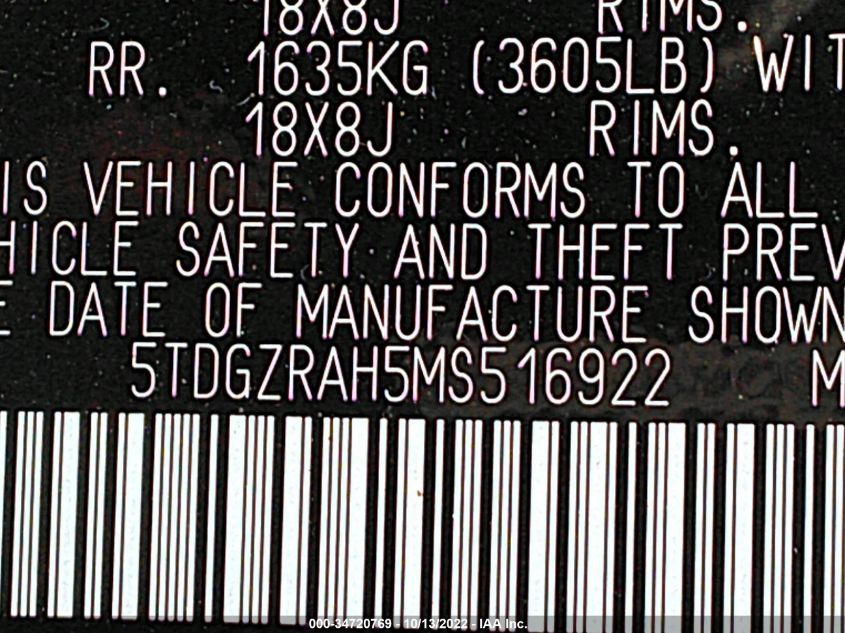 18X8J RIMS.
RR. 1635KG (3605LB) WIT
18X8J RIMS.
IS VEHICLE CONFORMS TO ALL
HICLE SAFETY AND THEFT PREV
E DATE OF MANUFACTURE SHOWN
5TDGZRAH5MS516922 M
000-34720769 - 10/13/2022 - IAA Inc.